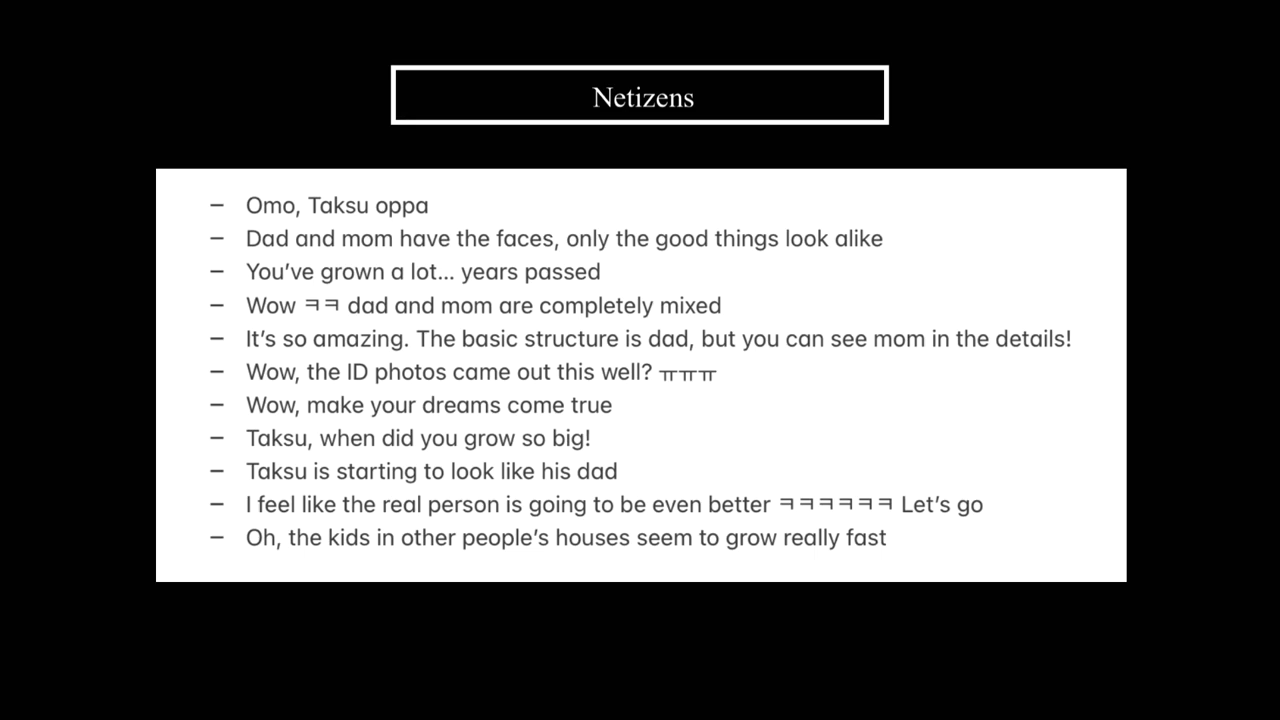 Netizens
– Omo, Taksu oppa
– Dad and mom have the faces, only the good things look alike
– You’ve grown a lot... years passed
– Wow ㅋㅋ dad and mom are completely mixed
– It’s so amazing. The basic structure is dad, but you can see mom in the details!
– Wow, the ID photos came out this well? ㅠㅠㅠ
– Wow, make your dreams come true
– Taksu, when did you grow so big!
– Taksu is starting to look like his dad
– I feel like the real person is going to be even better ㅋㅋㅋㅋㅋㅋ Let’s go
– Oh, the kids in other people’s houses seem to grow really fast